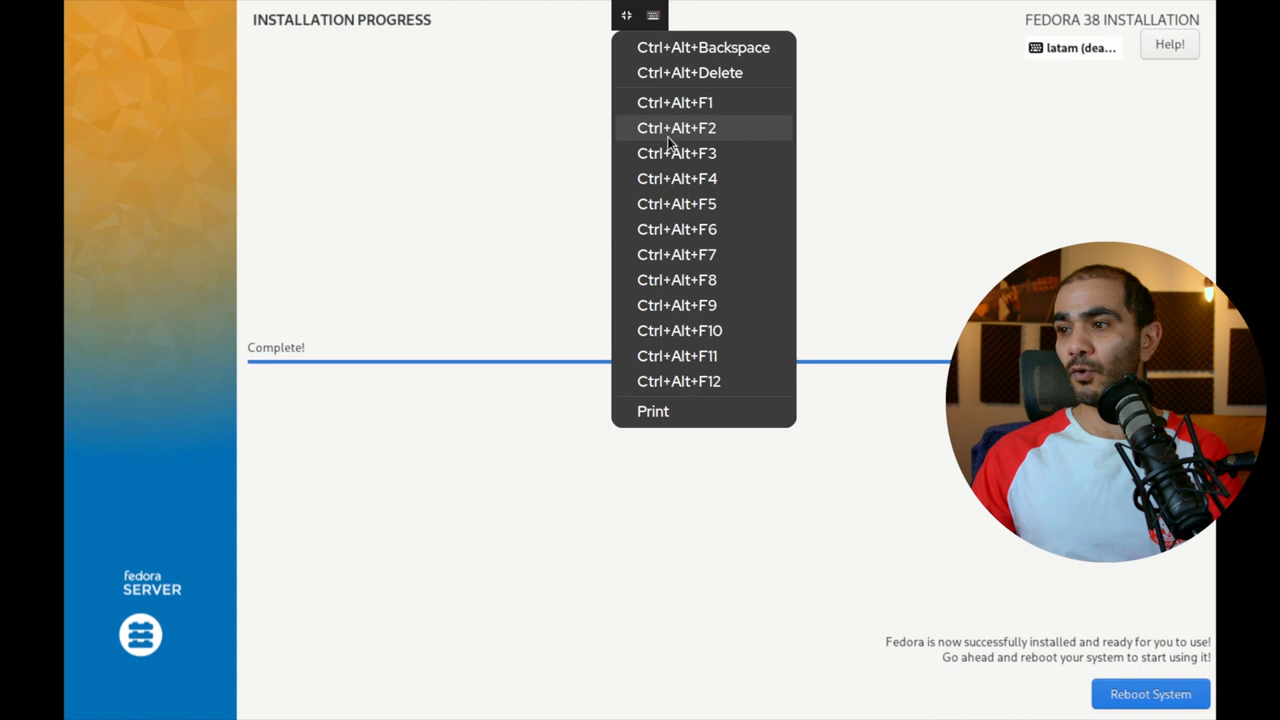 INSTALLATION PROGRESS
FEDORA 38 INSTALLATION
latam (dea...
Help!
Ctrl+Alt+Backspace
Ctrl+Alt+Delete
Ctrl+Alt+F1
Ctrl+Alt+F2
Ctrl+Alt+F3
Ctrl+Alt+F4
Ctrl+Alt+F5
Ctrl+Alt+F6
Ctrl+Alt+F7
Ctrl+Alt+F8
Ctrl+Alt+F9
Ctrl+Alt+F10
Ctrl+Alt+F11
Ctrl+Alt+F12
Print
Complete!
fedora
SERVER
Fedora is now successfully installed and ready for you to use!
Go ahead and reboot your system to start using it!
Reboot System